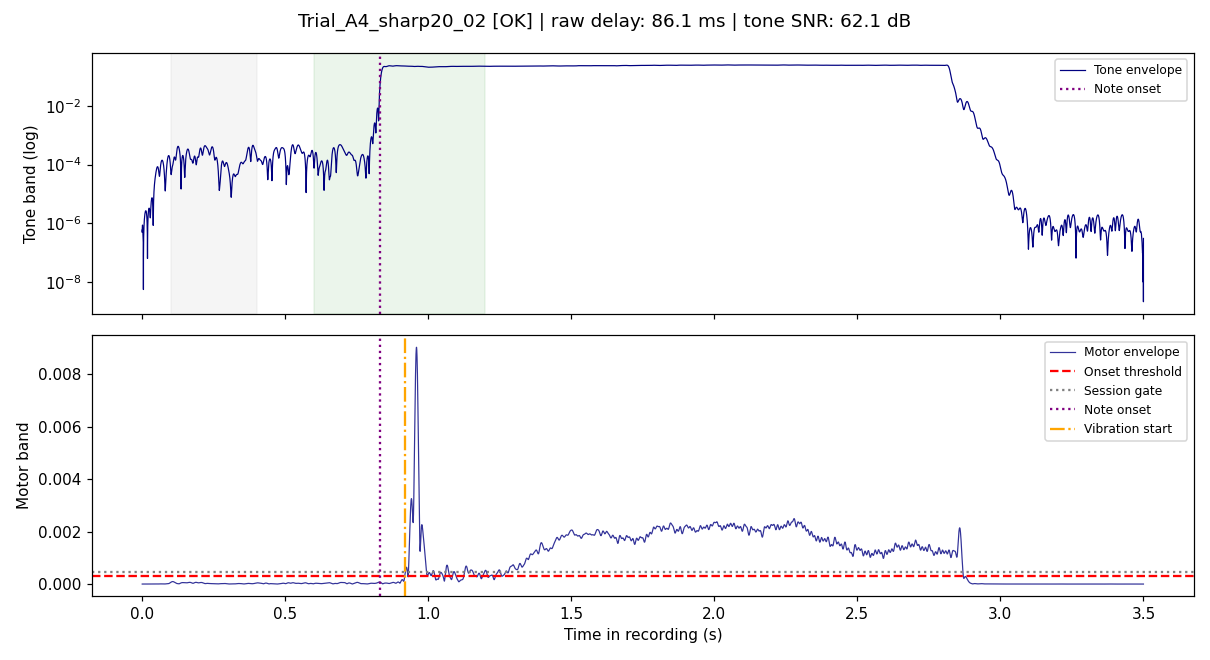 Trial_A4_sharp20_02 [OK] | raw delay: 86.1 ms | tone SNR: 62.1 dB
Tone band (log)
10⁻²
10⁻⁴
10⁻⁶
10⁻⁸
Tone envelope
Note onset
Motor band
0.008
0.006
0.004
0.002
0.000
Motor envelope
Onset threshold
Session gate
Note onset
Vibration start
0.0 0.5 1.0 1.5 2.0 2.5 3.0 3.5
Time in recording (s)